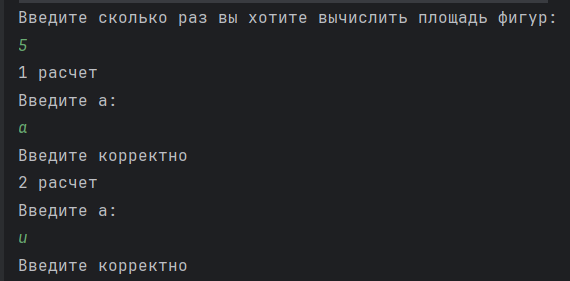 Введите сколько раз вы хотите вычислить площадь фигур:
5
1 расчет
Введите a:
а
Введите корректно
2 расчет
Введите a:
и
Введите корректно